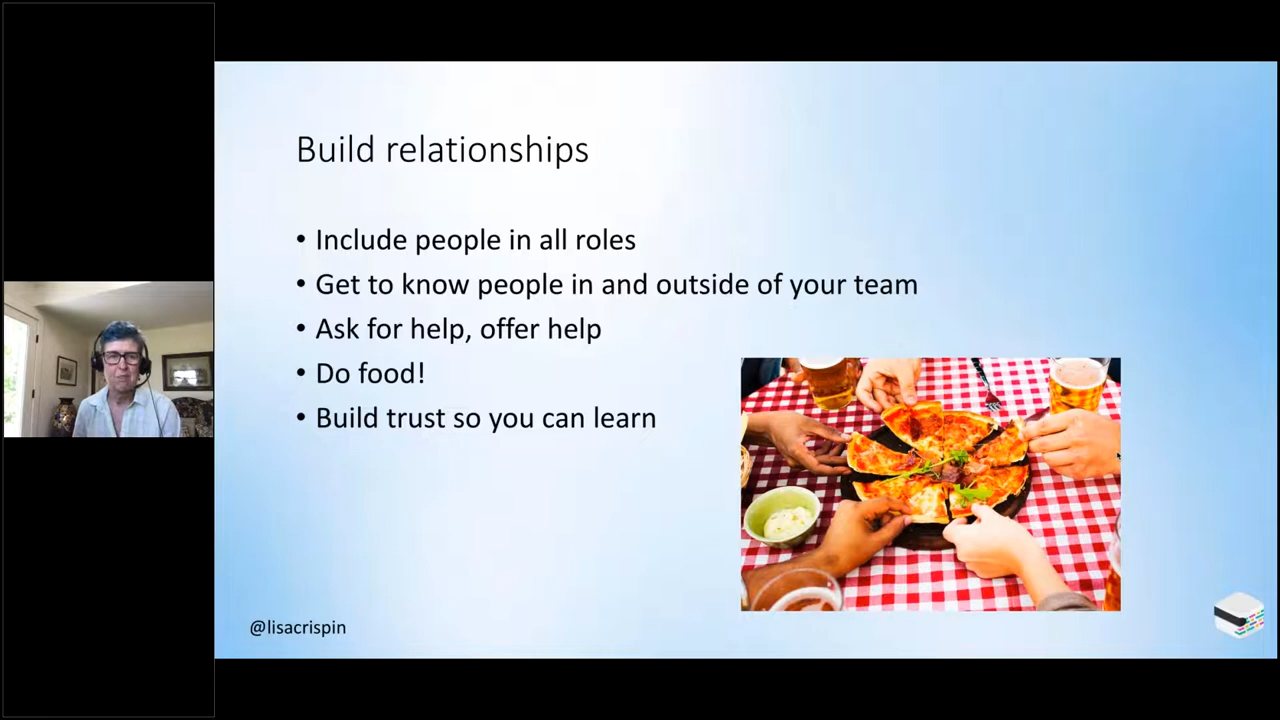 Build relationships
• Include people in all roles
• Get to know people in and outside of your team
• Ask for help, offer help
• Do food!
• Build trust so you can learn
@lisacrispin